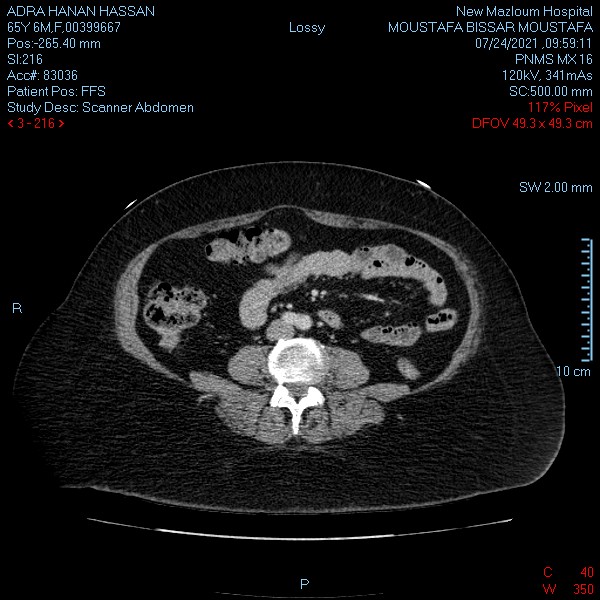 ADRA HANAN HASSAN
65Y 6M,F,00399667
Pos:-265.40 mm
SI:216
Acc#: 83036
Patient Pos: FFS
Study Desc: Scanner Abdomen
< 3 - 216 >
Lossy
New Mazloum Hospital
MOUSTAFA BISSAR MOUSTAFA
07/24/2021 ,09:59:11
PNMS MX 16
120kV, 341mAs
SC:500.00 mm
117% Pixel
DFOV 49.3 x 49.3 cm
SW 2.00 mm
R
10 cm
P
C 40
W 350